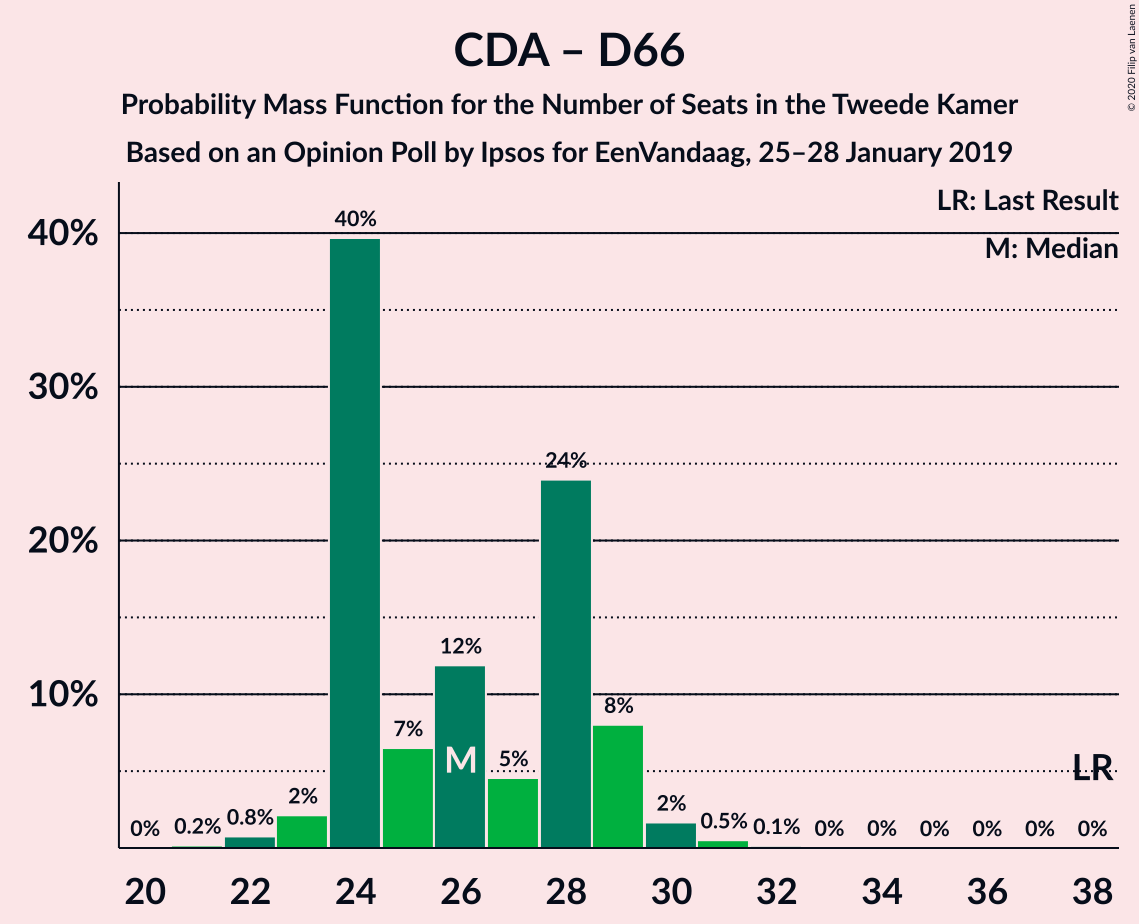 CDA – D66
Probability Mass Function for the Number of Seats in the Tweede Kamer
Based on an Opinion Poll by Ipsos for EenVandaag, 25–28 January 2019
© 2020 Filip van Laenen
LR: Last Result
M: Median
40%
30%
20%
10%
0%
0.2%
0.8%
2%
40%
7%
12%
5%
24%
8%
2%
0.5%
0.1%
0%
0%
0%
0%
0%
0%
M
LR
20 22 24 26 28 30 32 34 36 38